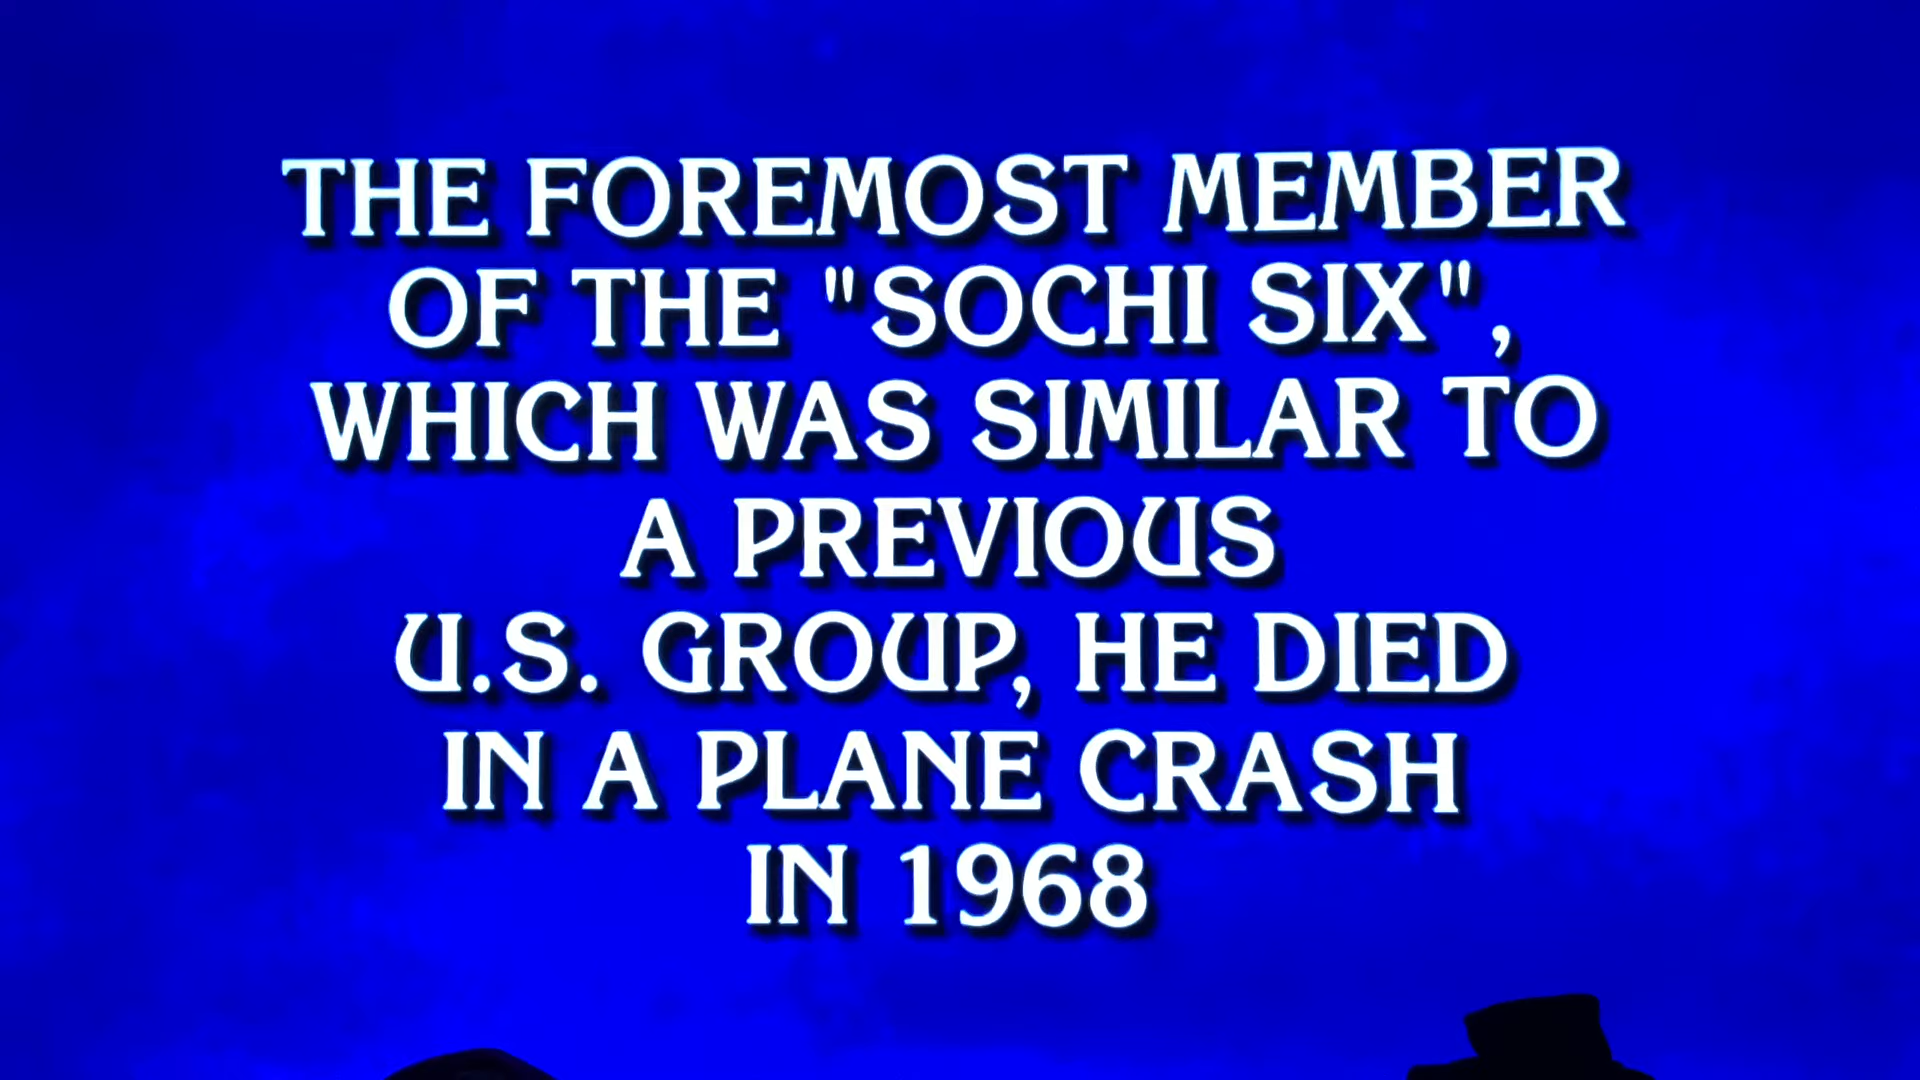 THE FOREMOST MEMBER
OF THE "SOCHI SIX",
WHICH WAS SIMILAR TO
A PREVIOUS
U.S. GROUP, HE DIED
IN A PLANE CRASH
IN 1968